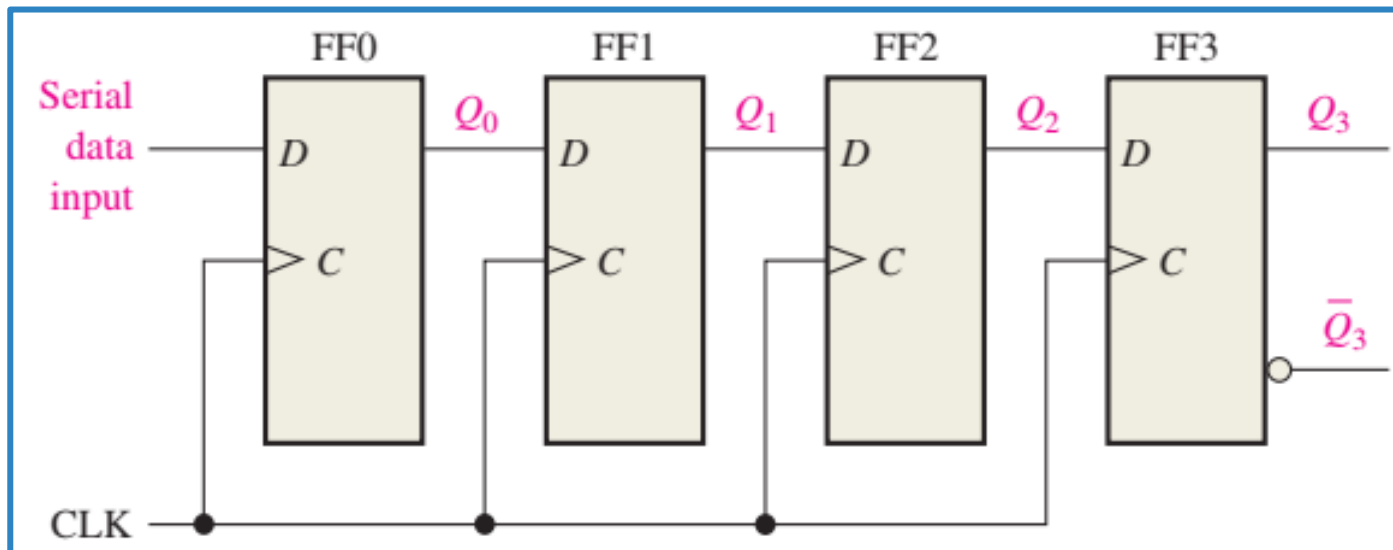 FF0 FF1 FF2 FF3
Serial
data
input
Q₀ Q₁ Q₂ Q₃
D D D D
C C C C
Q̅₃
CLK